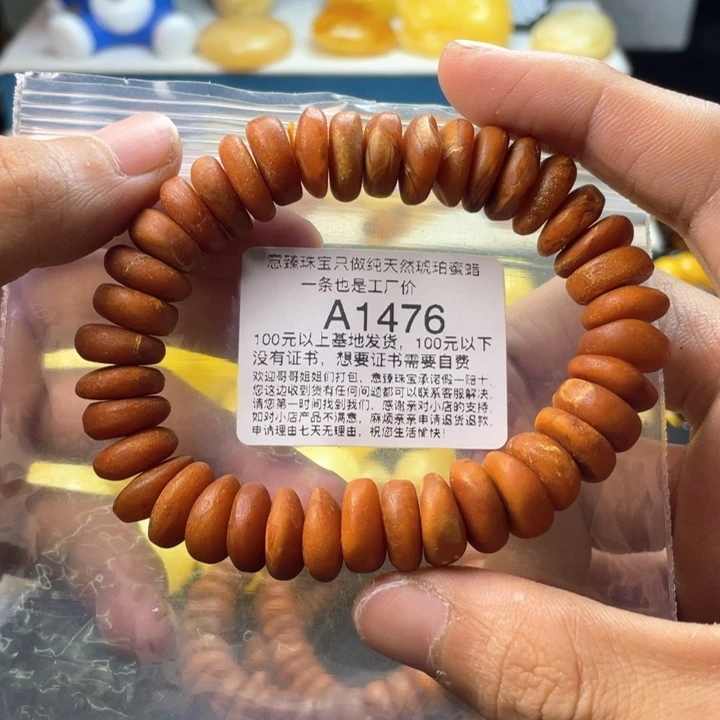 意臻珠宝只做纯天然琥珀蜜蜡
一条也是工厂价
A1476
100元以上基地发货，100元以下
没有证书，想要证书需要自费
欢迎哥哥姐姐们打包，意臻珠宝承诺假一赔十，
您这边收到货有任何问题都可以联系客服解决，
请您第一时间找到我们，感谢亲对小店的支持
如对小店产品不满意，麻烦亲亲申请退货退款，
申请理由七天无理由，祝您生活愉快！